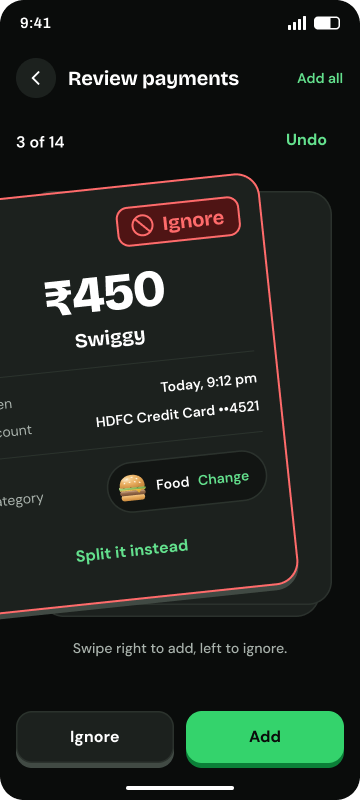 9:41
Review payments
Add all
3 of 14
Undo
Ignore
₹450
Swiggy
Today, 9:12 pm
HDFC Credit Card ••4521
Food Change
Split it instead
Swipe right to add, left to ignore.
Ignore
Add